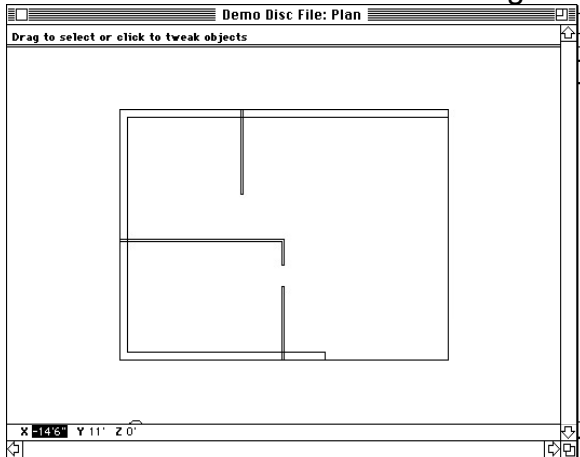 Demo Disc File: Plan
Drag to select or click to tweak objects
X -14'6" Y 11' Z 0'